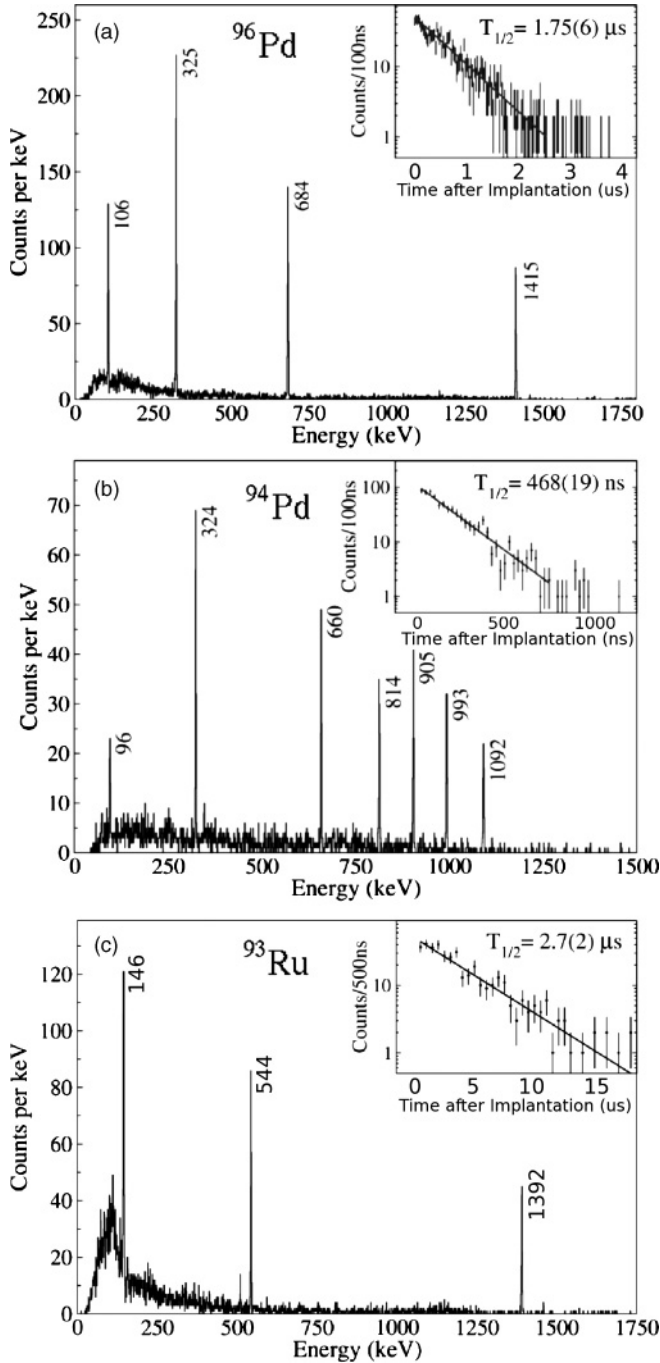 (a)
⁹⁶Pd
T₁/₂ = 1.75(6) µs
Counts/100ns
10
1
0 1 2 3 4
Time after Implantation (us)
106
325
684
1415
Counts per keV
250
200
150
100
50
0
0 250 500 750 1000 1250 1500 1750
Energy (keV)
(b)
⁹⁴Pd
T₁/₂= 468(19) ns
Counts/100ns
100
10
1
0 500 1000
Time after Implantation (ns)
96
324
660
814
905
993
1092
Counts per keV
70
60
50
40
30
20
10
0
0 250 500 750 1000 1250 1500
Energy (keV)
(c)
⁹³Ru
T₁/₂= 2.7(2) µs
Counts/500ns
10
1
0 5 10 15
Time after Implantation (us)
146
544
1392
Counts per keV
120
100
80
60
40
20
0
0 250 500 750 1000 1250 1500 1750
Energy (keV)